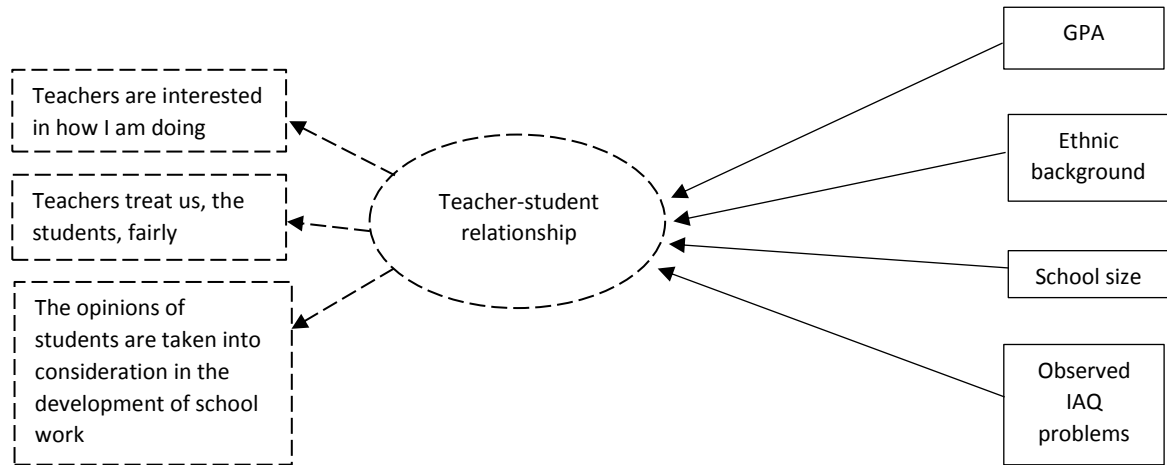 Teachers are interested
in how I am doing
Teachers treat us, the
students, fairly
The opinions of
students are taken into
consideration in the
development of school
work
Teacher-student
relationship
GPA
Ethnic
background
School size
Observed
IAQ
problems